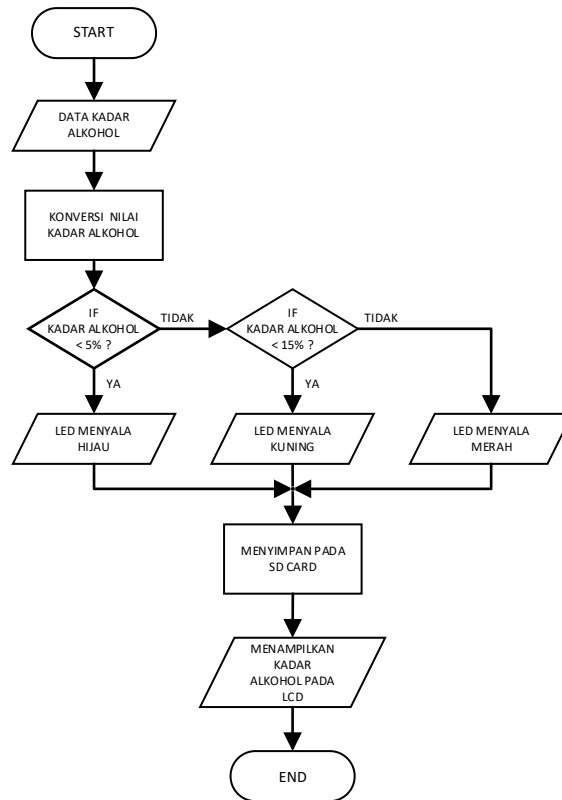 START
DATA KADAR
ALKOHOL
KONVERSI NILAI
KADAR ALKOHOL
IF
KADAR ALKOHOL
< 5% ?
TIDAK
IF
KADAR ALKOHOL
< 15% ?
TIDAK
YA
YA
LED MENYALA
HIJAU
LED MENYALA
KUNING
LED MENYALA
MERAH
MENYIMPAN PADA
SD CARD
MENAMPILKAN
KADAR
ALKOHOL PADA
LCD
END